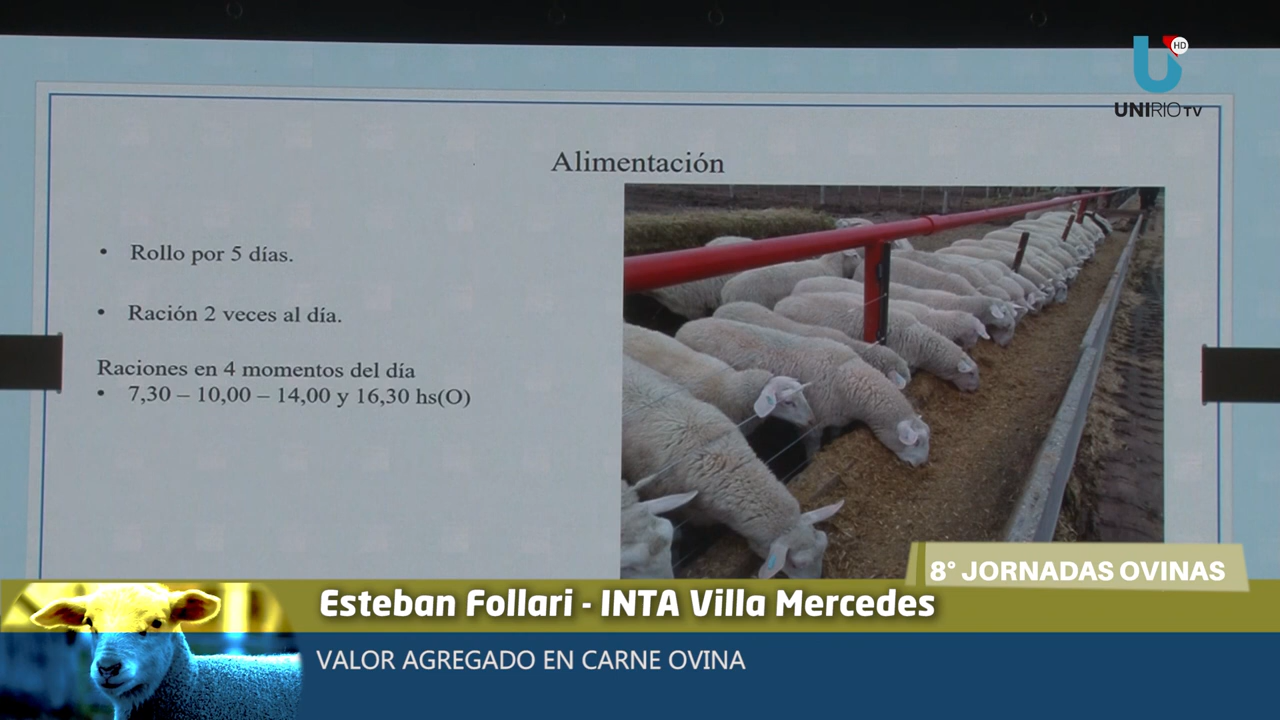 HD
UNIRIO TV
Alimentación
• Rollo por 5 días.
• Ración 2 veces al día.
Raciones en 4 momentos del día
• 7,30 – 10,00 – 14,00 y 16,30 hs(O)
8° JORNADAS OVINAS
Esteban Follari - INTA Villa Mercedes
VALOR AGREGADO EN CARNE OVINA